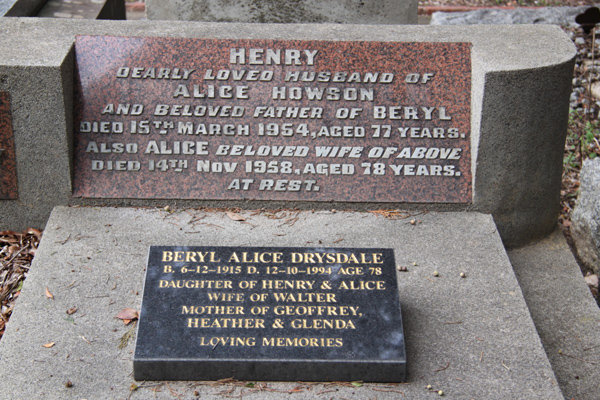 HENRY
DEARLY LOVED HUSBAND OF
ALICE HOWSON
AND BELOVED FATHER OF BERYL
DIED 15TH MARCH 1954, AGED 77 YEARS.
ALSO ALICE BELOVED WIFE OF ABOVE
DIED 14TH NOV 1958, AGED 78 YEARS.
AT REST.
BERYL ALICE DRYSDALE
B. 6-12-1915 D. 12-10-1994 AGE 78
DAUGHTER OF HENRY & ALICE
WIFE OF WALTER
MOTHER OF GEOFFREY,
HEATHER & GLENDA
LOVING MEMORIES